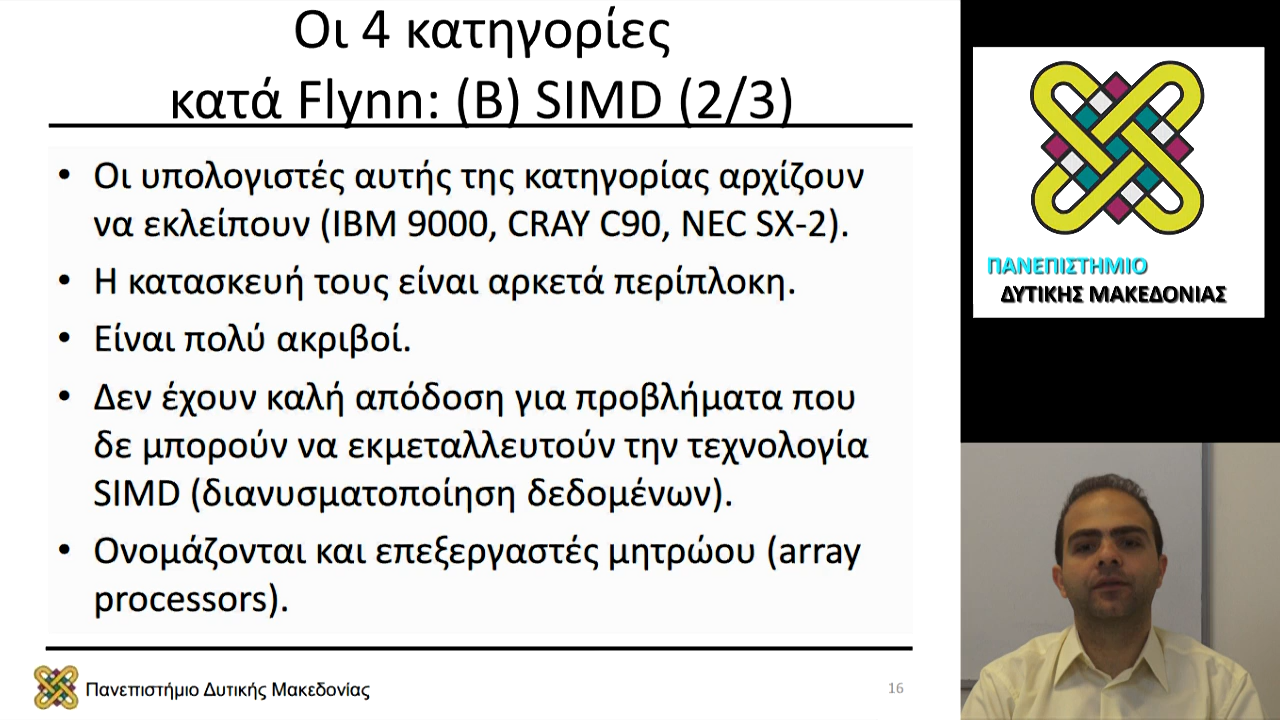 Οι 4 κατηγορίες
κατά Flynn: (B) SIMD (2/3)
• Οι υπολογιστές αυτής της κατηγορίας αρχίζουν
να εκλείπουν (IBM 9000, CRAY C90, NEC SX-2).
• Η κατασκευή τους είναι αρκετά περίπλοκη.
• Είναι πολύ ακριβοί.
• Δεν έχουν καλή απόδοση για προβλήματα που
δε μπορούν να εκμεταλλευτούν την τεχνολογία
SIMD (διανυσματοποίηση δεδομένων).
• Ονομάζονται και επεξεργαστές μητρώου (array
processors).
Πανεπιστήμιο Δυτικής Μακεδονίας
16
ΠΑΝΕΠΙΣΤΗΜΙΟ
ΔΥΤΙΚΗΣ ΜΑΚΕΔΟΝΙΑΣ